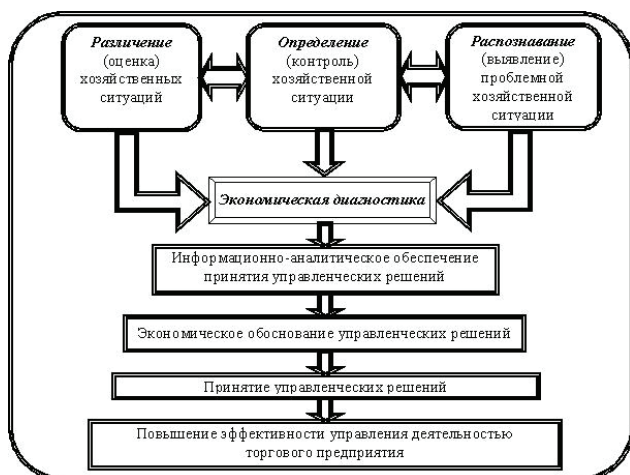 Различение
(оценка)
хозяйственных
ситуаций
Определение
(контроль)
хозяйственной
ситуации
Распознавание
(выявление)
проблемной
хозяйственной
ситуации
Экономическая диагностика
Информационно-аналитическое обеспечение
принятия управленческих решений
Экономическое обоснование управленческих решений
Принятие управленческих решений
Повышение эффективности управления деятельностью
торгового предприятия